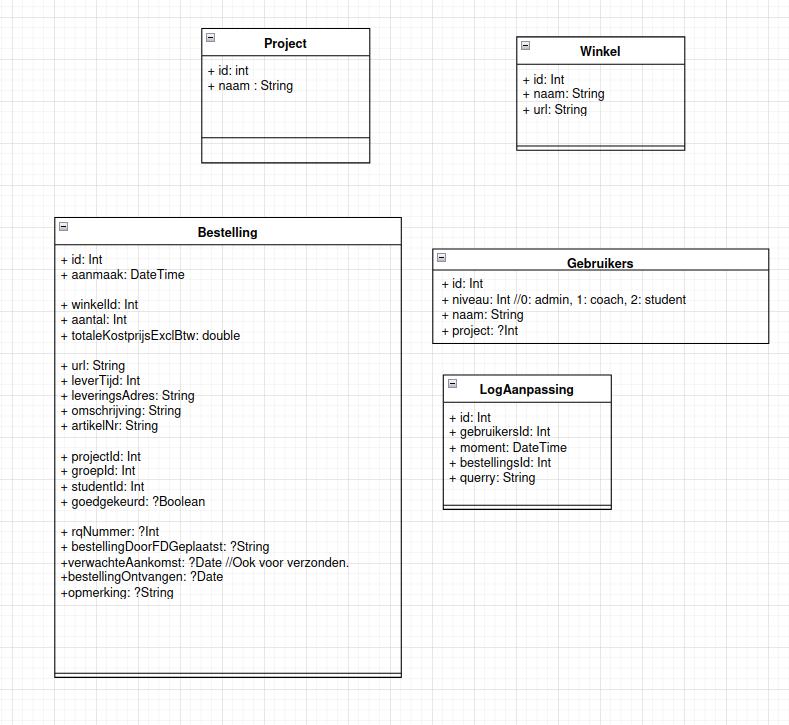 Project
+ id: int
+ naam : String
Winkel
+ id: Int
+ naam: String
+ url: String
Bestelling
+ id: Int
+ aanmaak: DateTime
+ winkelId: Int
+ aantal: Int
+ totaleKostprijsExclBtw: double
+ url: String
+ leverTijd: Int
+ leveringsAdres: String
+ omschrijving: String
+ artikelNr: String
+ projectId: Int
+ groepId: Int
+ studentId: Int
+ goedgekeurd: ?Boolean
+ rqNummer: ?Int
+ bestellingDoorFDGeplaatst: ?String
+verwachteAankomst: ?Date //Ook voor verzonden.
+bestellingOntvangen: ?Date
+opmerking: ?String
Gebruikers
+ id: Int
+ niveau: Int //0: admin, 1: coach, 2: student
+ naam: String
+ project: ?Int
LogAanpassing
+ id: Int
+ gebruikersId: Int
+ moment: DateTime
+ bestellingsId: Int
+ querry: String